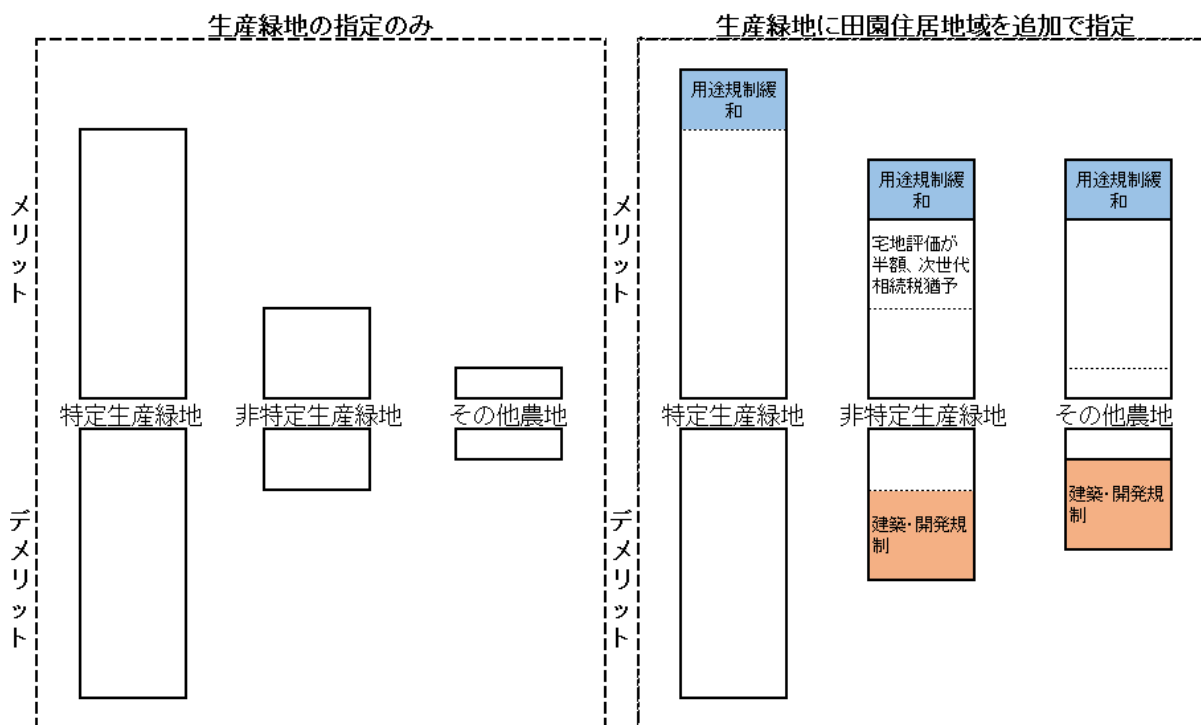 生産緑地の指定のみ
メリット
特定生産緑地
非特定生産緑地
その他農地
デメリット
生産緑地に田園住居地域を追加で指定
メリット
用途規制緩
和
用途規制緩
和
宅地評価が
半額、次世代
相続税猶予
用途規制緩
和
特定生産緑地
非特定生産緑地
その他農地
デメリット
建築・開発規
制
建築・開発規
制